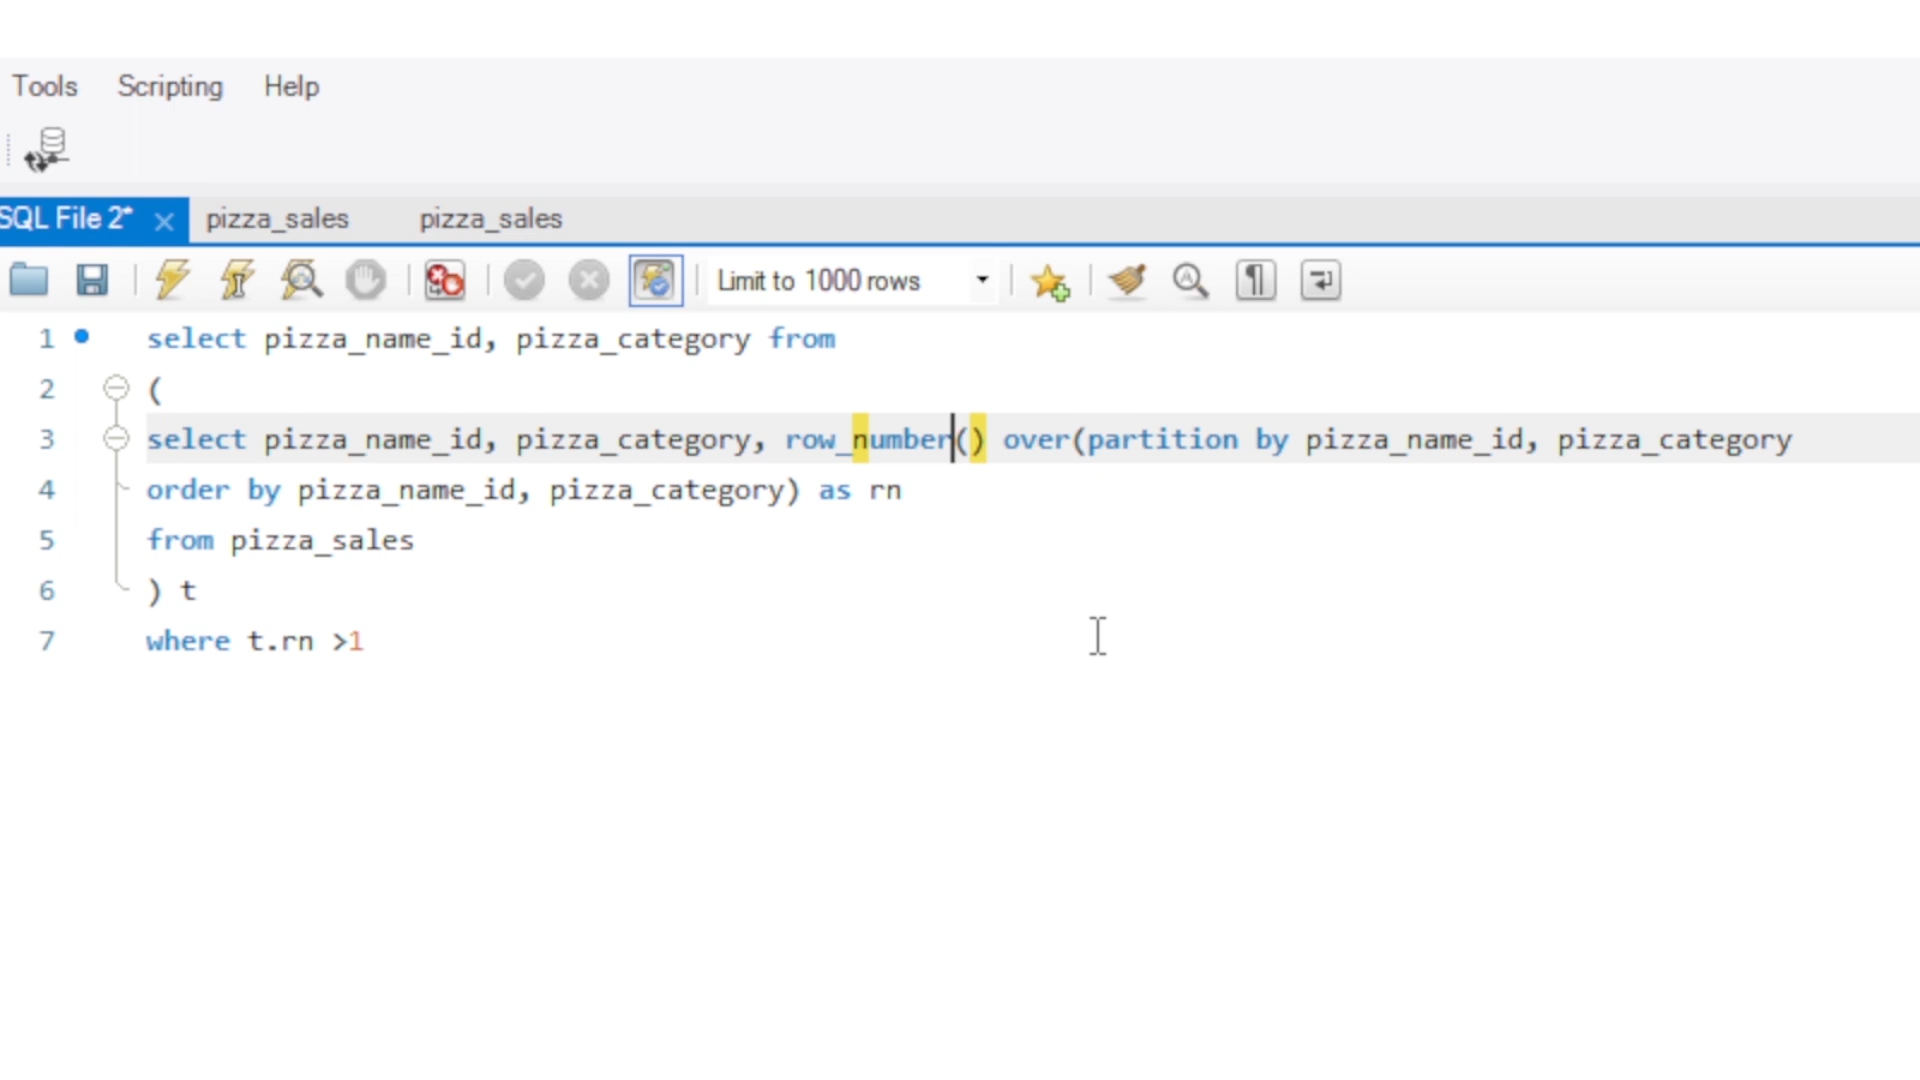 Tools Scripting Help
SQL File 2* pizza_sales pizza_sales
Limit to 1000 rows
1 select pizza_name_id, pizza_category from
2 (
3 select pizza_name_id, pizza_category, row_number() over(partition by pizza_name_id, pizza_category
4 order by pizza_name_id, pizza_category) as rn
5 from pizza_sales
6 ) t
7 where t.rn >1